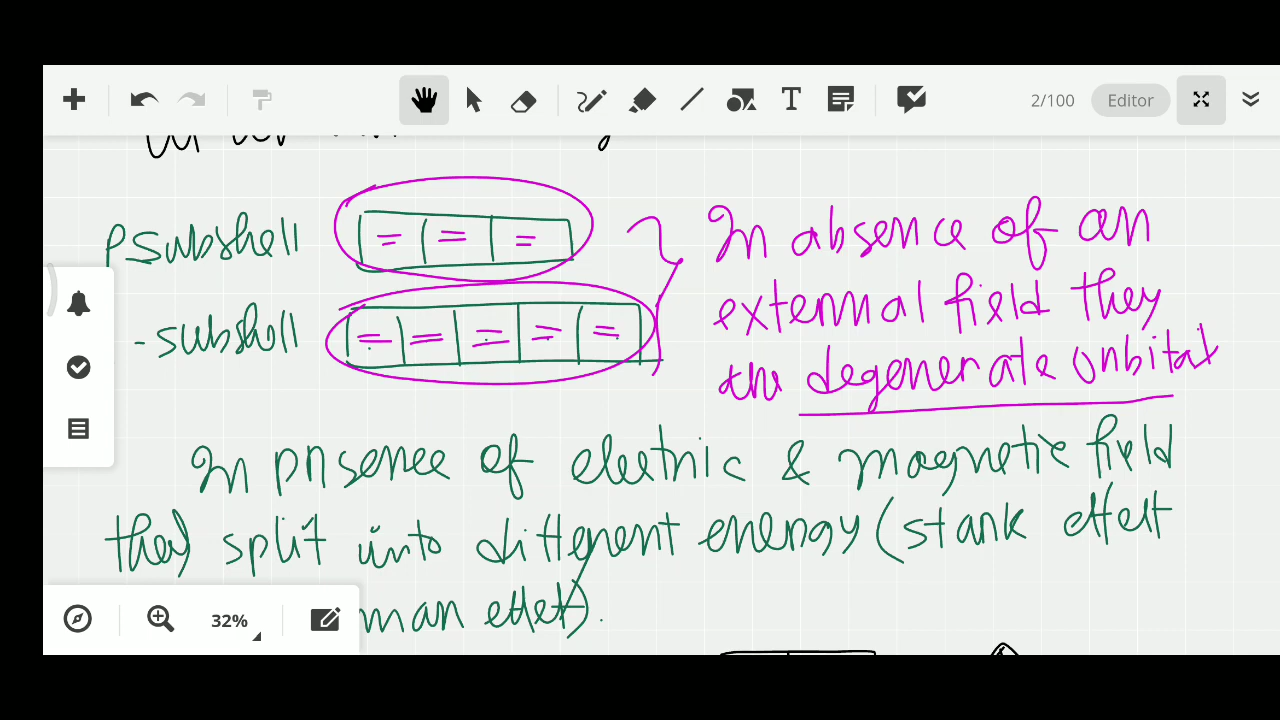 2/100 Editor
p subshell = = =
-subshell = = = = =
In absence of an
external field they
are degenerate orbital
In prsence of electric & magnetic field
they split into different energy (stark effect
man effect).
32%